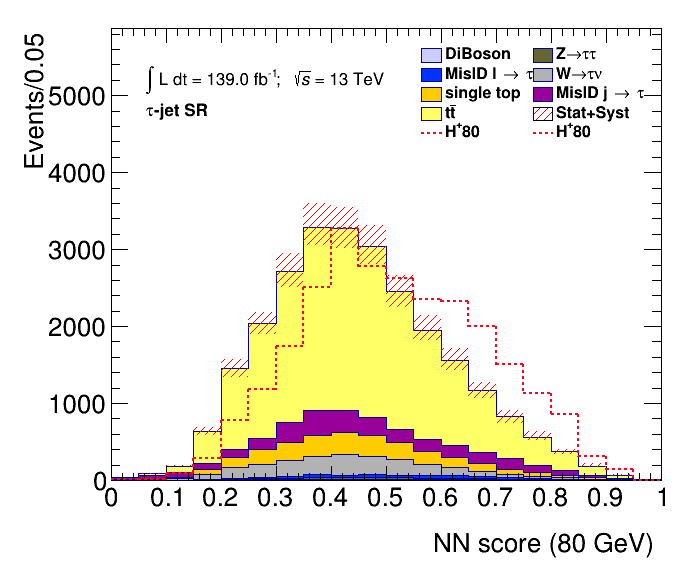 Events/0.05
∫ L dt = 139.0 fb⁻¹; √s = 13 TeV
τ-jet SR
DiBoson
Z→ττ
MisID l → τ
W→τν
single top
MisID j → τ
tt̄
Stat+Syst
H⁺80
H⁺80
5000
4000
3000
2000
1000
0
0 0.1 0.2 0.3 0.4 0.5 0.6 0.7 0.8 0.9 1
NN score (80 GeV)